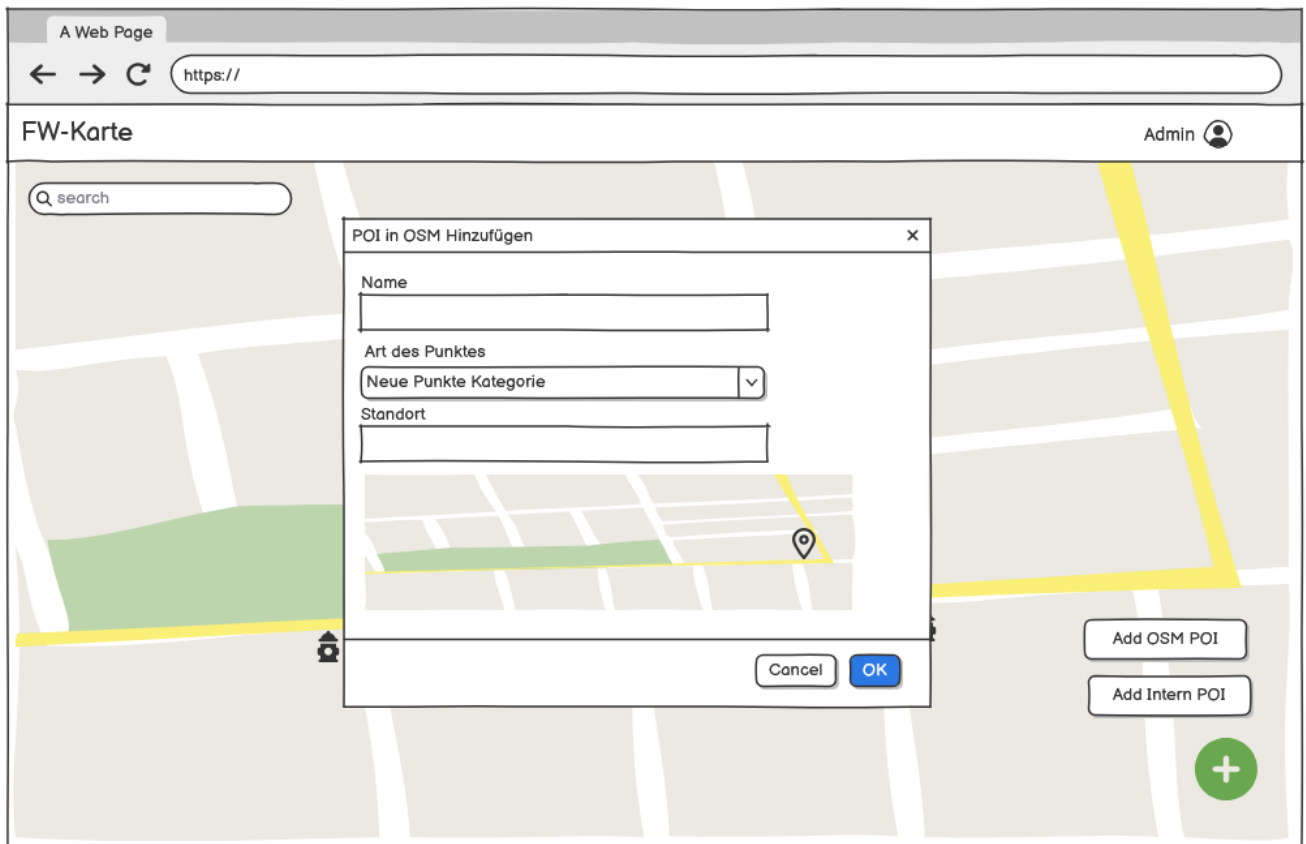 A Web Page
https://
FW-Karte
Admin
search
POI in OSM Hinzufügen
Name
Art des Punktes
Neue Punkte Kategorie
Standort
Cancel
OK
Add OSM POI
Add Intern POI